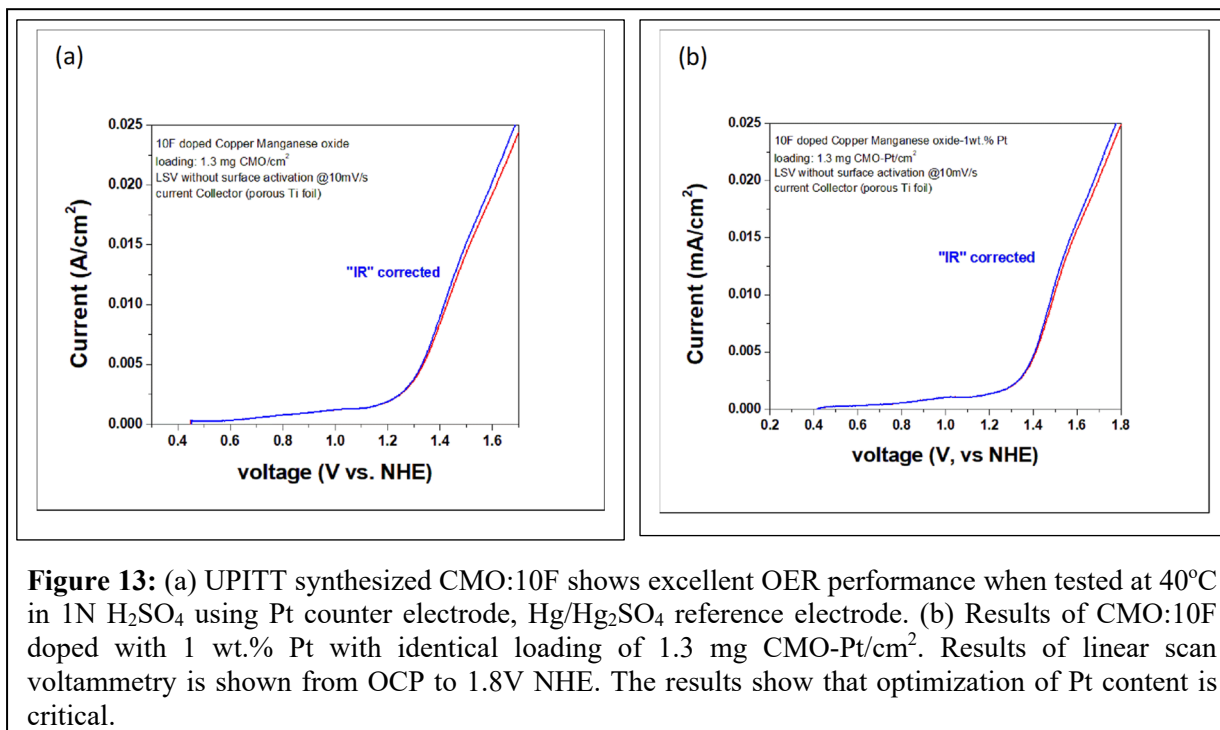 (a)
0.025
0.020
0.015
0.010
0.005
0.000
Current (A/cm²)
10F doped Copper Manganese oxide
loading: 1.3 mg CMO/cm²
LSV without surface activation @10mV/s
current Collector (porous Ti foil)
"IR" corrected
0.4 0.6 0.8 1.0 1.2 1.4 1.6
voltage (V vs. NHE)
(b)
0.025
0.020
0.015
0.010
0.005
0.000
Current (mA/cm²)
10F doped Copper Manganese oxide-1wt.% Pt
loading: 1.3 mg CMO-Pt/cm²
LSV without surface activation @10mV/s
current Collector (porous Ti foil)
"IR" corrected
0.2 0.4 0.6 0.8 1.0 1.2 1.4 1.6 1.8
voltage (V, vs NHE)
Figure 13: (a) UPITT synthesized CMO:10F shows excellent OER performance when tested at 40ºC
in 1N H₂SO₄ using Pt counter electrode, Hg/Hg₂SO₄ reference electrode. (b) Results of CMO:10F
doped with 1 wt.% Pt with identical loading of 1.3 mg CMO-Pt/cm². Results of linear scan
voltammetry is shown from OCP to 1.8V NHE. The results show that optimization of Pt content is
critical.